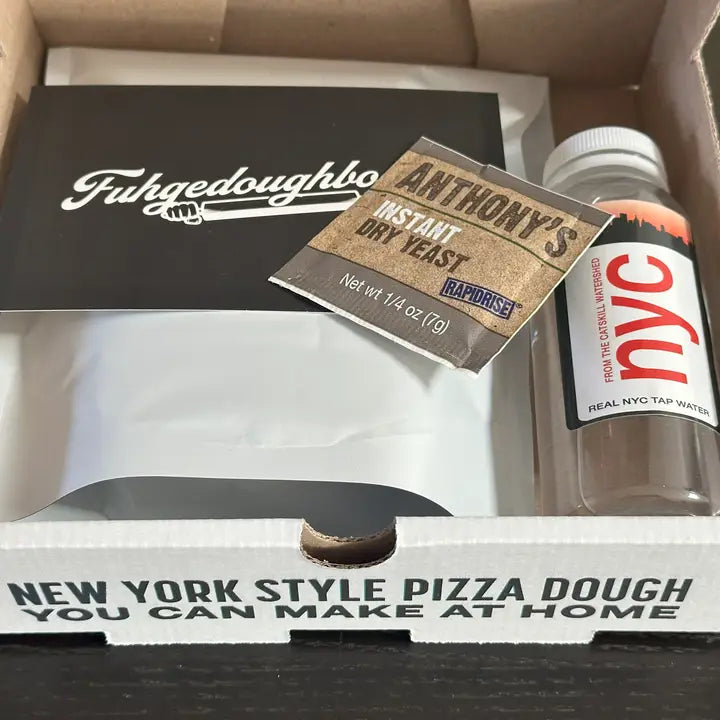 Fuhgedoughbo
ANTHONY'S
INSTANT
DRY YEAST
RAPIDRISE®
Net wt 1/4 oz (7g)
FROM THE CATSKILL WATERSHED
nyc
REAL NYC TAP WATER
NEW YORK STYLE PIZZA DOUGH
YOU CAN MAKE AT HOME